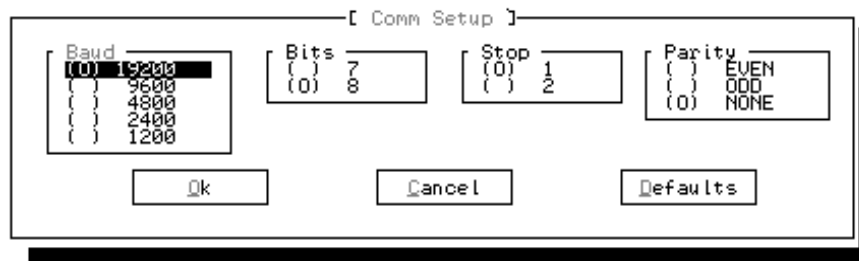 [ Comm Setup ]
Baud
(O) 19200
( ) 9600
( ) 4800
( ) 2400
( ) 1200
Bits
( ) 7
(O) 8
Stop
(O) 1
( ) 2
Parity
( ) EVEN
( ) ODD
(O) NONE
Ok
Cancel
Defaults